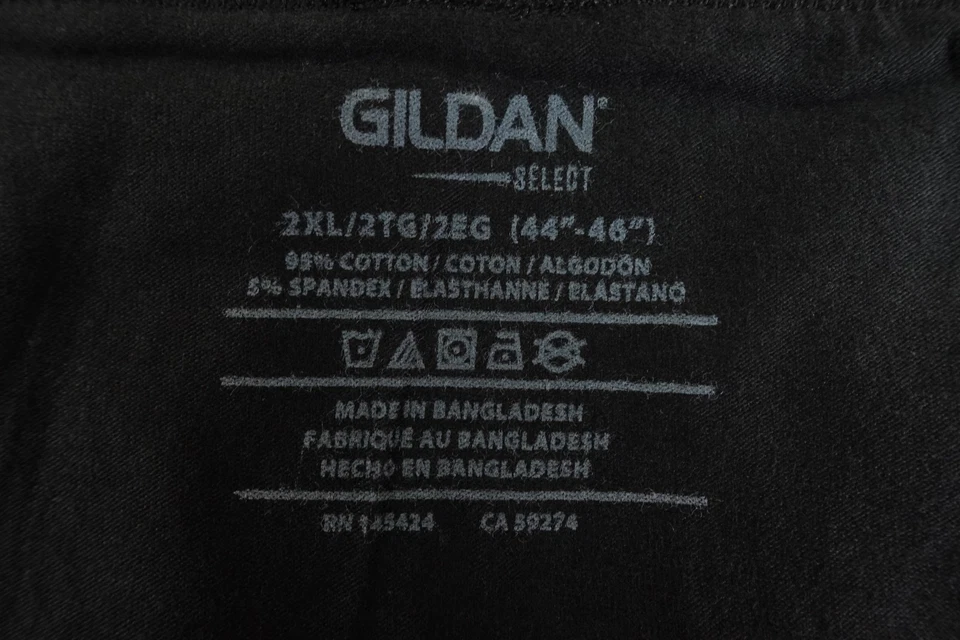 GILDAN®
SELECT
2XL/2TG/2EG (44"-46")
95% COTTON / COTON / ALGODÓN
5% SPANDEX / ÉLASTHANNE / ELASTANO
MADE IN BANGLADESH
FABRIQUÉ AU BANGLADESH
HECHO EN BANGLADESH
RN 145424 CA 59274